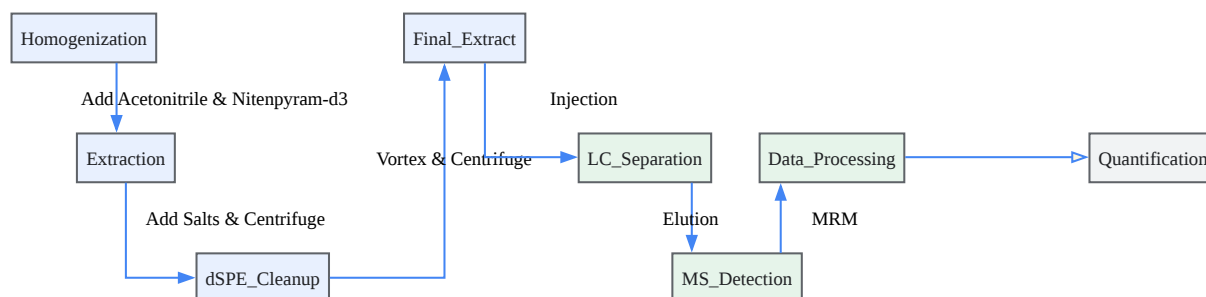 Homogenization
Final_Extract
Add Acetonitrile & Nitenpyram-d3
Injection
Extraction
Vortex & Centrifuge
LC_Separation
Data_Processing
Quantification
Add Salts & Centrifuge
Elution
MRM
dSPE_Cleanup
MS_Detection